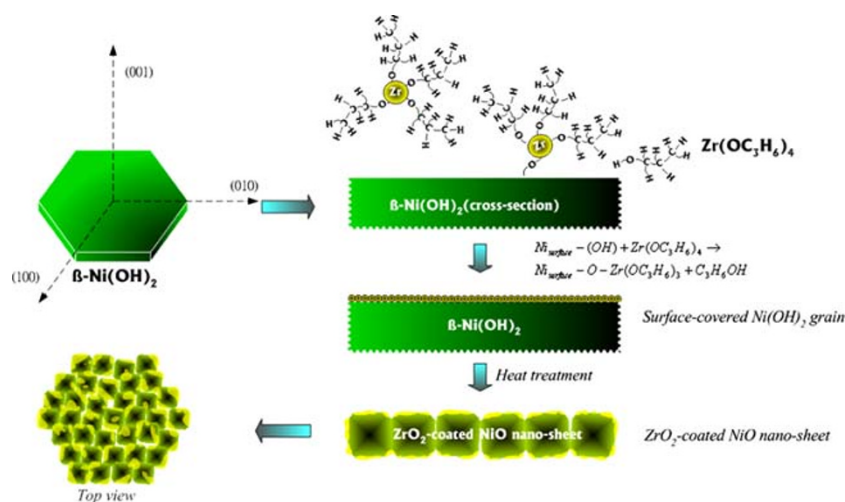 (001)
(010)
(100)
ß-Ni(OH)2
Zr
Zr(OC3H6)4
ß-Ni(OH)2(cross-section)
Nisurface – (OH) + Zr(OC3H6)4 →
Nisurface – O – Zr(OC3H6)3 + C3H6OH
ß-Ni(OH)2
Surface-covered Ni(OH)2 grain
Heat treatment
ZrO2-coated NiO nano-sheet
ZrO2-coated NiO nano-sheet
Top view